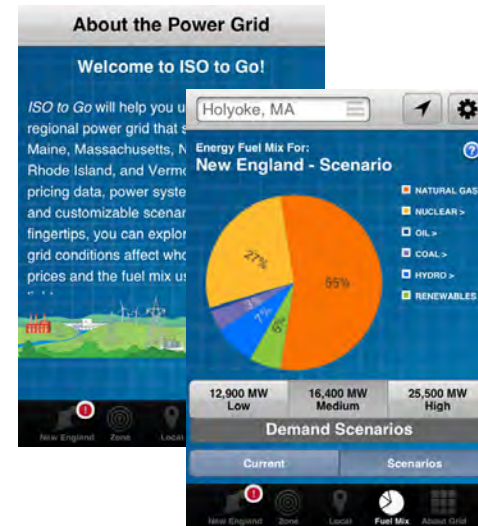 About the Power Grid
Welcome to ISO to Go!
ISO to Go will help you u
regional power grid that s
Maine, Massachusetts, N
Rhode Island, and Vermo
pricing data, power syste
and customizable scenar
fingertips, you can explor
grid conditions affect who
prices and the fuel mix us
New England Zone Local
Holyoke, MA
Energy Fuel Mix For:
New England - Scenario
NATURAL GAS
NUCLEAR >
OIL >
COAL >
HYDRO >
RENEWABLES
27%
55%
3%
7%
6%
12,900 MW 16,400 MW 25,500 MW
Low Medium High
Demand Scenarios
Current Scenarios
New England Zone Local Fuel Mix About Grid